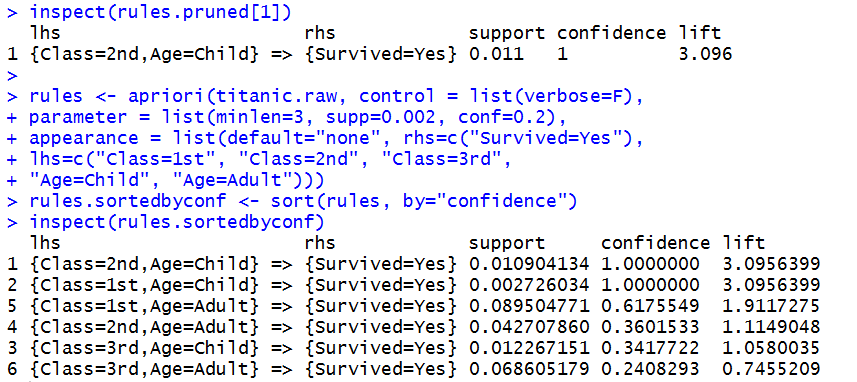 > inspect(rules.pruned[1])
  lhs                       rhs            support confidence lift
1 {Class=2nd,Age=Child} => {Survived=Yes} 0.011   1          3.096
>
> rules <- apriori(titanic.raw, control = list(verbose=F),
+ parameter = list(minlen=3, supp=0.002, conf=0.2),
+ appearance = list(default="none", rhs=c("Survived=Yes"),
+ lhs=c("Class=1st", "Class=2nd", "Class=3rd",
+ "Age=Child", "Age=Adult")))
> rules.sortedbyconf <- sort(rules, by="confidence")
> inspect(rules.sortedbyconf)
  lhs                       rhs            support     confidence lift
1 {Class=2nd,Age=Child} => {Survived=Yes} 0.010904134 1.0000000  3.0956399
2 {Class=1st,Age=Child} => {Survived=Yes} 0.002726034 1.0000000  3.0956399
5 {Class=1st,Age=Adult} => {Survived=Yes} 0.089504771 0.6175549  1.9117275
4 {Class=2nd,Age=Adult} => {Survived=Yes} 0.042707860 0.3601533  1.1149048
3 {Class=3rd,Age=Child} => {Survived=Yes} 0.012267151 0.3417722  1.0580035
6 {Class=3rd,Age=Adult} => {Survived=Yes} 0.068605179 0.2408293  0.7455209